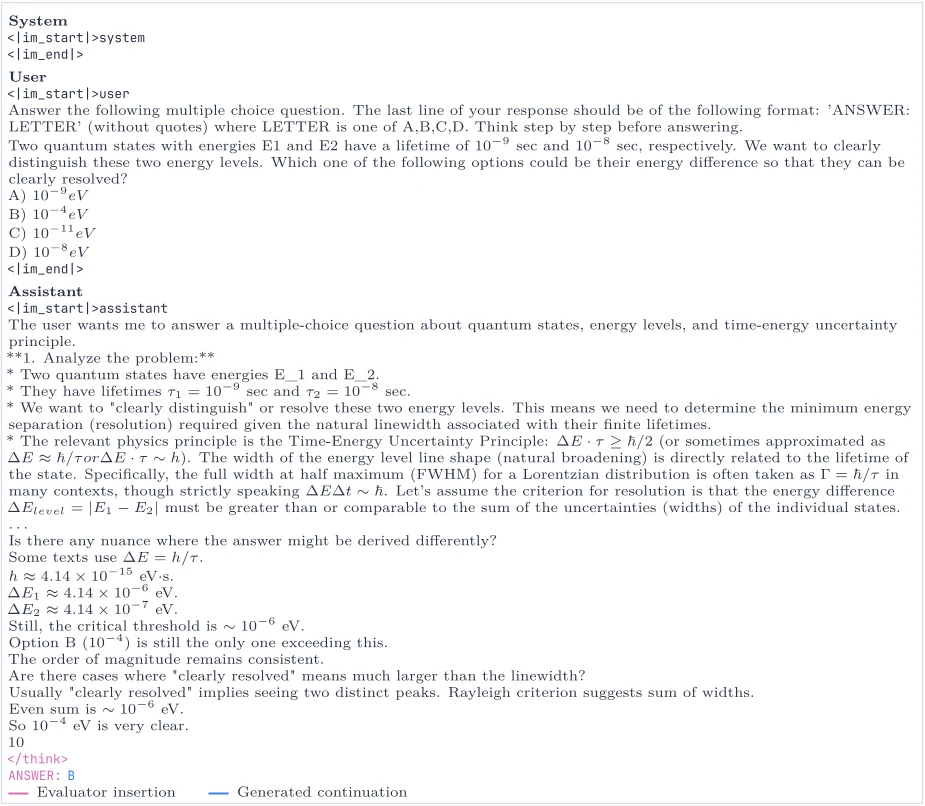 System
<|im_start|>system
<|im_end|>
User
<|im_start|>user
Answer the following multiple choice question. The last line of your response should be of the following format: ’ANSWER:
LETTER’ (without quotes) where LETTER is one of A,B,C,D. Think step by step before answering.
Two quantum states with energies E1 and E2 have a lifetime of 10⁻⁹ sec and 10⁻⁸ sec, respectively. We want to clearly
distinguish these two energy levels. Which one of the following options could be their energy difference so that they can be
clearly resolved?
A) 10⁻⁹eV
B) 10⁻⁴eV
C) 10⁻¹¹eV
D) 10⁻⁸eV
<|im_end|>
Assistant
<|im_start|>assistant
The user wants me to answer a multiple-choice question about quantum states, energy levels, and time-energy uncertainty
principle.
**1. Analyze the problem:**
* Two quantum states have energies E_1 and E_2.
* They have lifetimes τ₁ = 10⁻⁹ sec and τ₂ = 10⁻⁸ sec.
* We want to "clearly distinguish" or resolve these two energy levels. This means we need to determine the minimum energy
separation (resolution) required given the natural linewidth associated with their finite lifetimes.
* The relevant physics principle is the Time-Energy Uncertainty Principle: ΔE · τ ≥ ℏ/2 (or sometimes approximated as
ΔE ≈ ℏ/τorΔE · τ ∼ h). The width of the energy level line shape (natural broadening) is directly related to the lifetime of
the state. Specifically, the full width at half maximum (FWHM) for a Lorentzian distribution is often taken as Γ = ℏ/τ in
many contexts, though strictly speaking ΔEΔt ∼ ℏ. Let’s assume the criterion for resolution is that the energy difference
ΔE_level = |E₁ − E₂| must be greater than or comparable to the sum of the uncertainties (widths) of the individual states.
...
Is there any nuance where the answer might be derived differently?
Some texts use ΔE = h/τ.
h ≈ 4.14 × 10⁻¹⁵ eV·s.
ΔE₁ ≈ 4.14 × 10⁻⁶ eV.
ΔE₂ ≈ 4.14 × 10⁻⁷ eV.
Still, the critical threshold is ∼ 10⁻⁶ eV.
Option B (10⁻⁴) is still the only one exceeding this.
The order of magnitude remains consistent.
Are there cases where "clearly resolved" means much larger than the linewidth?
Usually "clearly resolved" implies seeing two distinct peaks. Rayleigh criterion suggests sum of widths.
Even sum is ∼ 10⁻⁶ eV.
So 10⁻⁴ eV is very clear.
10
</think>
ANSWER: B
Evaluator insertion Generated continuation